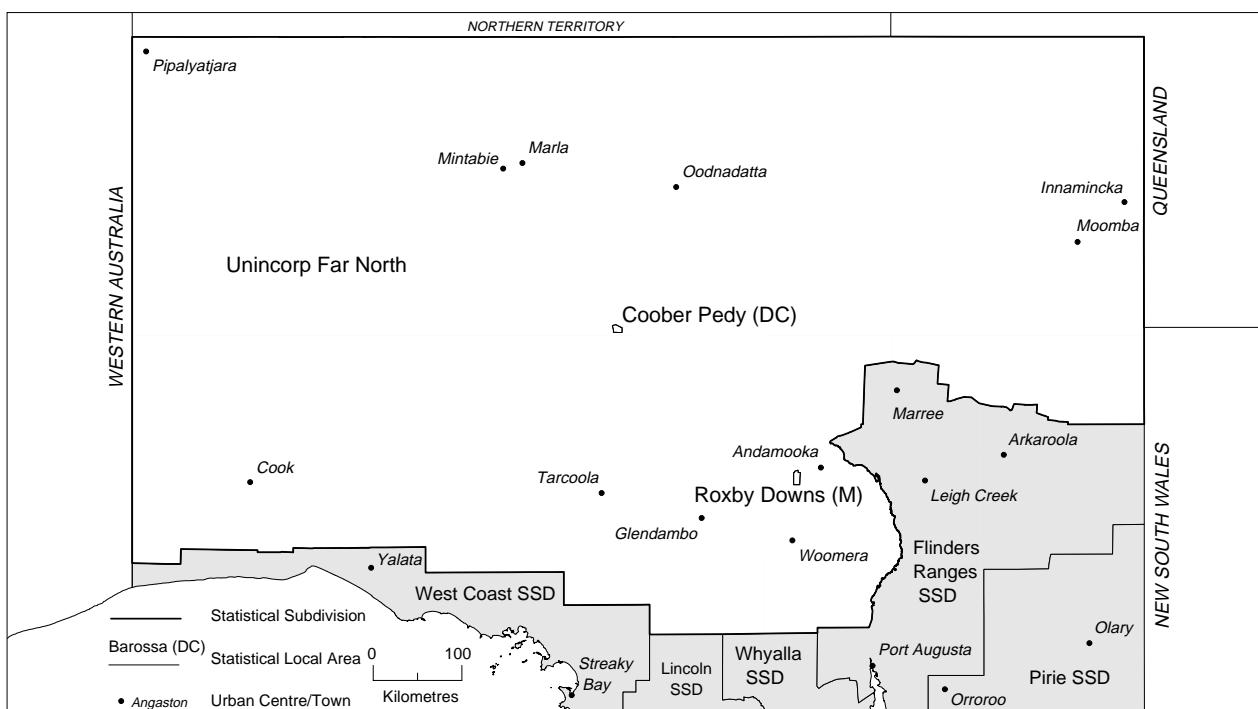 NORTHERN TERRITORY
Pipalyatjara
QUEENSLAND
Marla
Mintabie
Oodnadatta
Innamincka
WESTERN AUSTRALIA
Moomba
Unincorp Far North
Coober Pedy (DC)
Marree
Arkaroola
Andamooka
Cook
Tarcoola
Roxby Downs (M)
Leigh Creek
NEW SOUTH WALES
Glendambo
Woomera
Flinders
Ranges
SSD
Yalata
West Coast SSD
Statistical Subdivision
Barossa (DC)
Statistical Local Area
Angaston
Urban Centre/Town
0 100
Kilometres
Streaky
Bay
Lincoln
SSD
Whyalla
SSD
Port Augusta
Olary
Pirie SSD
Orroroo